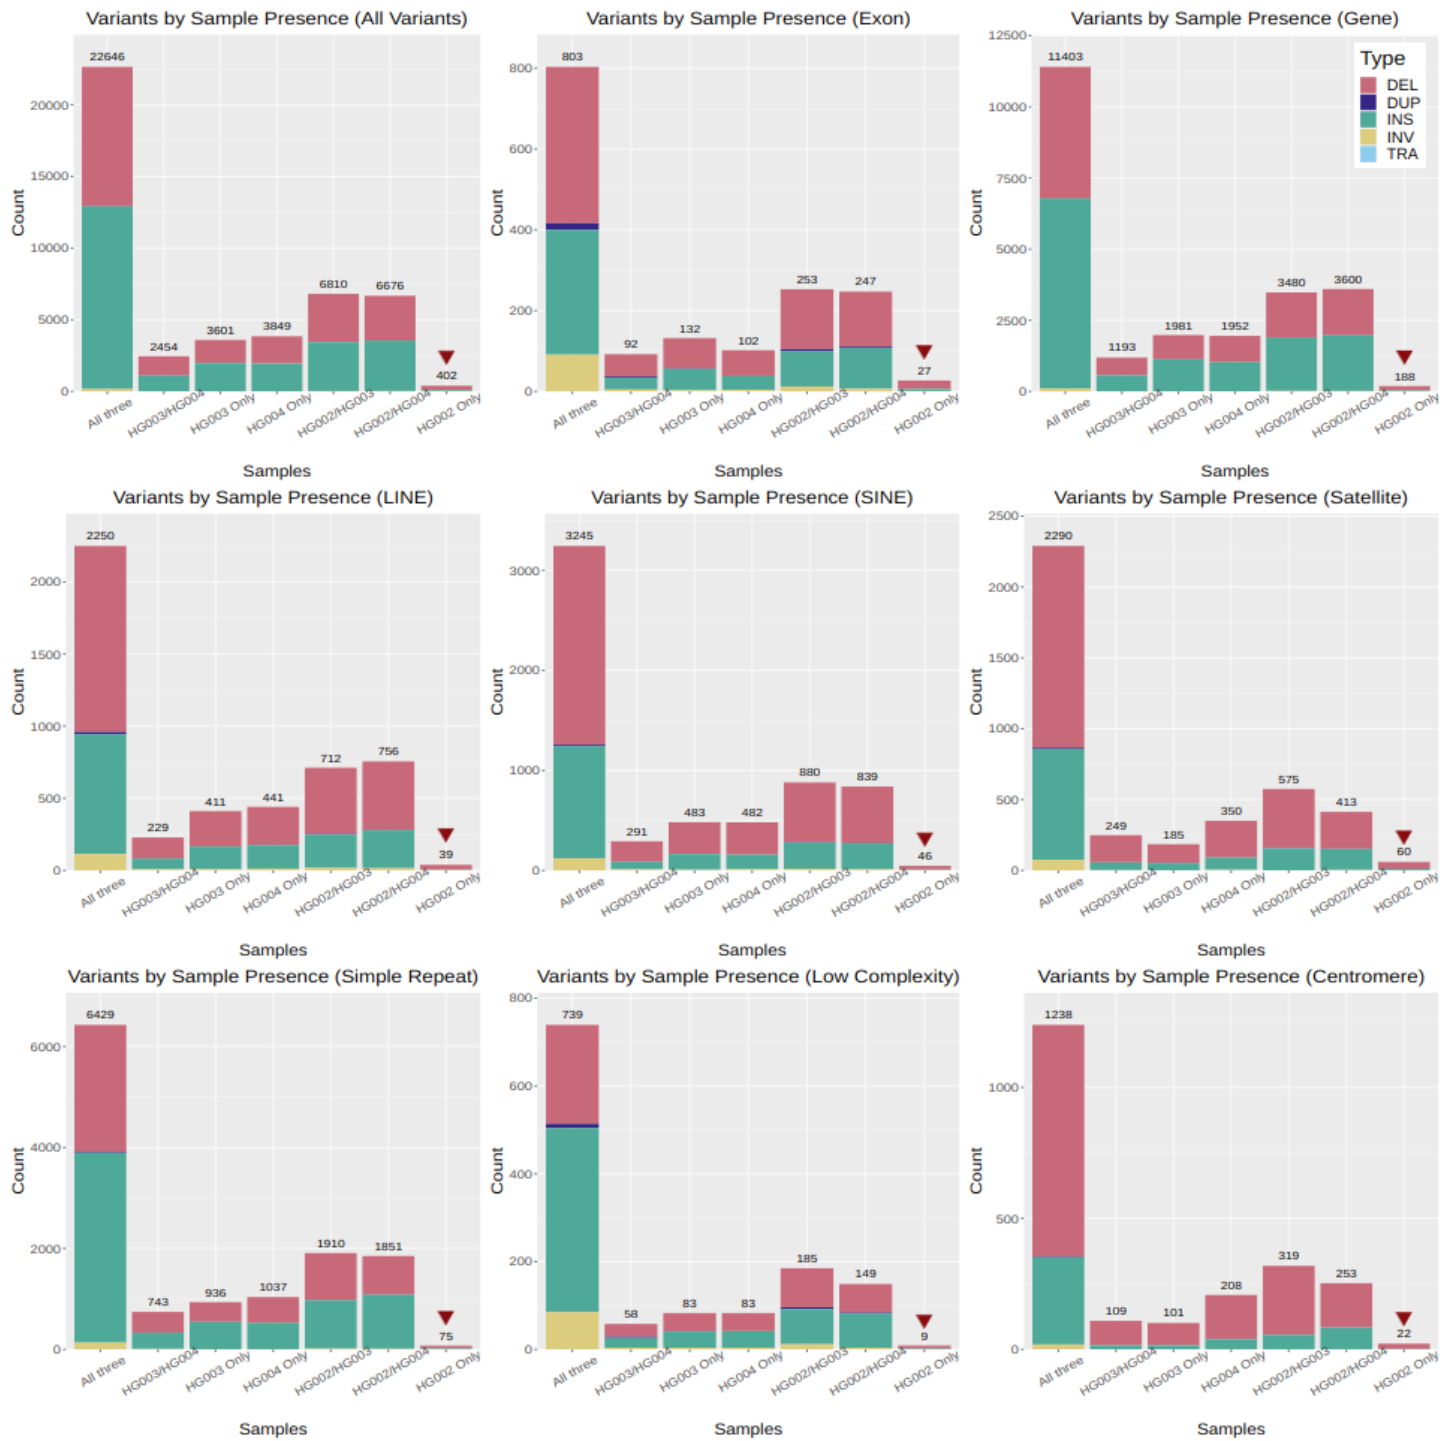 Variants by Sample Presence (All Variants)
Count
20000
15000
10000
5000
0
22646
2454
3601
3849
6810
6676
402
All three
HG003/HG004
HG003 Only
HG004 Only
HG002/HG003
HG002/HG004
HG002 Only
Samples
Variants by Sample Presence (Exon)
Count
800
600
400
200
0
803
92
132
102
253
247
27
All three
HG003/HG004
HG003 Only
HG004 Only
HG002/HG003
HG002/HG004
HG002 Only
Samples
Variants by Sample Presence (Gene)
Count
12500
10000
7500
5000
2500
0
11403
1193
1981
1952
3480
3600
188
Type
DEL
DUP
INS
INV
TRA
All three
HG003/HG004
HG003 Only
HG004 Only
HG002/HG003
HG002/HG004
HG002 Only
Samples
Variants by Sample Presence (LINE)
Count
2000
1500
1000
500
0
2250
229
411
441
712
756
39
All three
HG003/HG004
HG003 Only
HG004 Only
HG002/HG003
HG002/HG004
HG002 Only
Samples
Variants by Sample Presence (SINE)
Count
3000
2000
1000
0
3245
291
483
482
880
839
46
All three
HG003/HG004
HG003 Only
HG004 Only
HG002/HG003
HG002/HG004
HG002 Only
Samples
Variants by Sample Presence (Satellite)
Count
2500
2000
1500
1000
500
0
2290
249
185
350
575
413
60
All three
HG003/HG004
HG003 Only
HG004 Only
HG002/HG003
HG002/HG004
HG002 Only
Samples
Variants by Sample Presence (Simple Repeat)
Count
6000
4000
2000
0
6429
743
936
1037
1910
1851
75
All three
HG003/HG004
HG003 Only
HG004 Only
HG002/HG003
HG002/HG004
HG002 Only
Samples
Variants by Sample Presence (Low Complexity)
Count
800
600
400
200
0
739
58
83
83
185
149
9
All three
HG003/HG004
HG003 Only
HG004 Only
HG002/HG003
HG002/HG004
HG002 Only
Samples
Variants by Sample Presence (Centromere)
Count
1000
500
0
1238
109
101
208
319
253
22
All three
HG003/HG004
HG003 Only
HG004 Only
HG002/HG003
HG002/HG004
HG002 Only
Samples